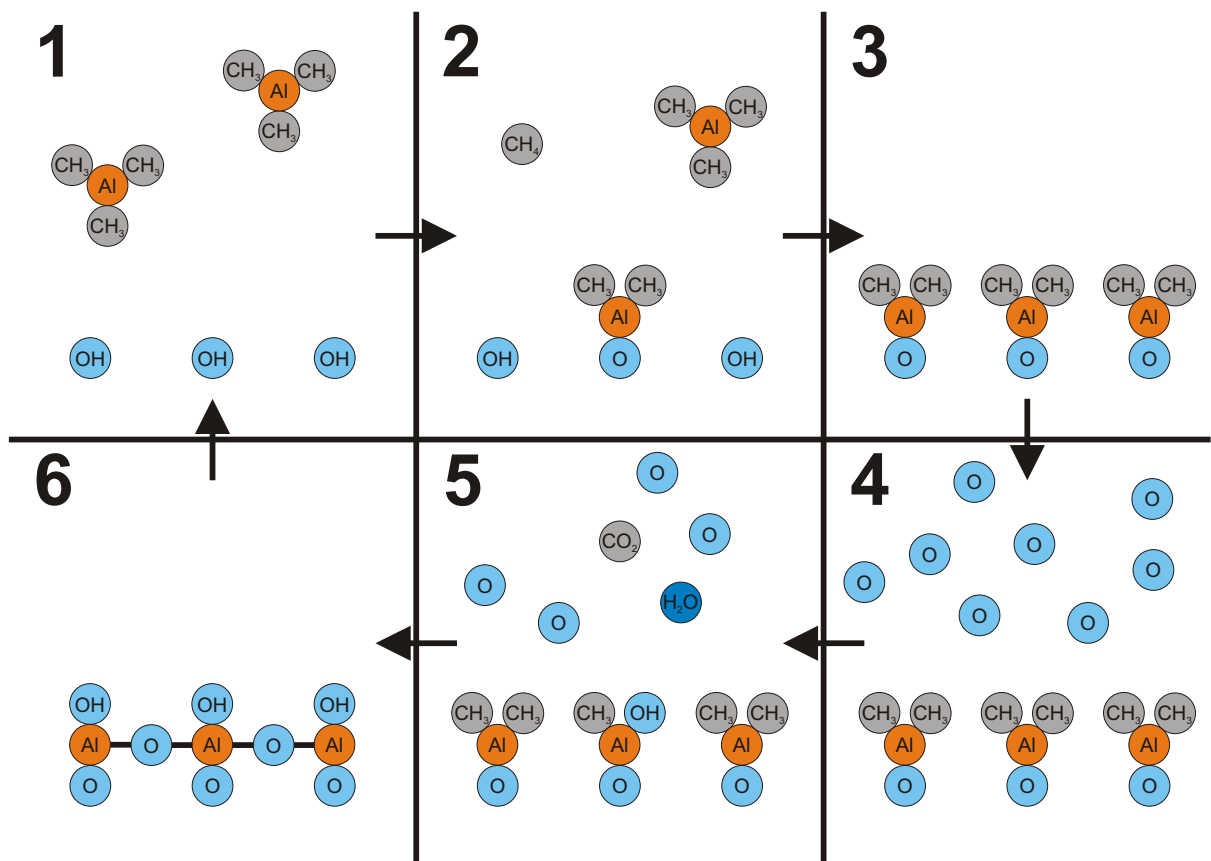 1
CH₃ CH₃
Al
CH₃
CH₃ CH₃
Al
CH₃
OH OH OH
2
CH₃ CH₃
Al
CH₄
CH₃
CH₃ CH₃
Al
OH O OH
3
CH₃ CH₃ CH₃ CH₃ CH₃ CH₃
Al Al Al
O O O
4
O
O
O
O
O
O
O
O
CH₃ CH₃ CH₃ CH₃ CH₃ CH₃
Al Al Al
O O O
5
O
O
CO₂
O
H₂O
O
CH₃ CH₃ CH₃ OH CH₃ CH₃
Al Al Al
O O O
6
OH OH OH
Al O Al O Al
O O O